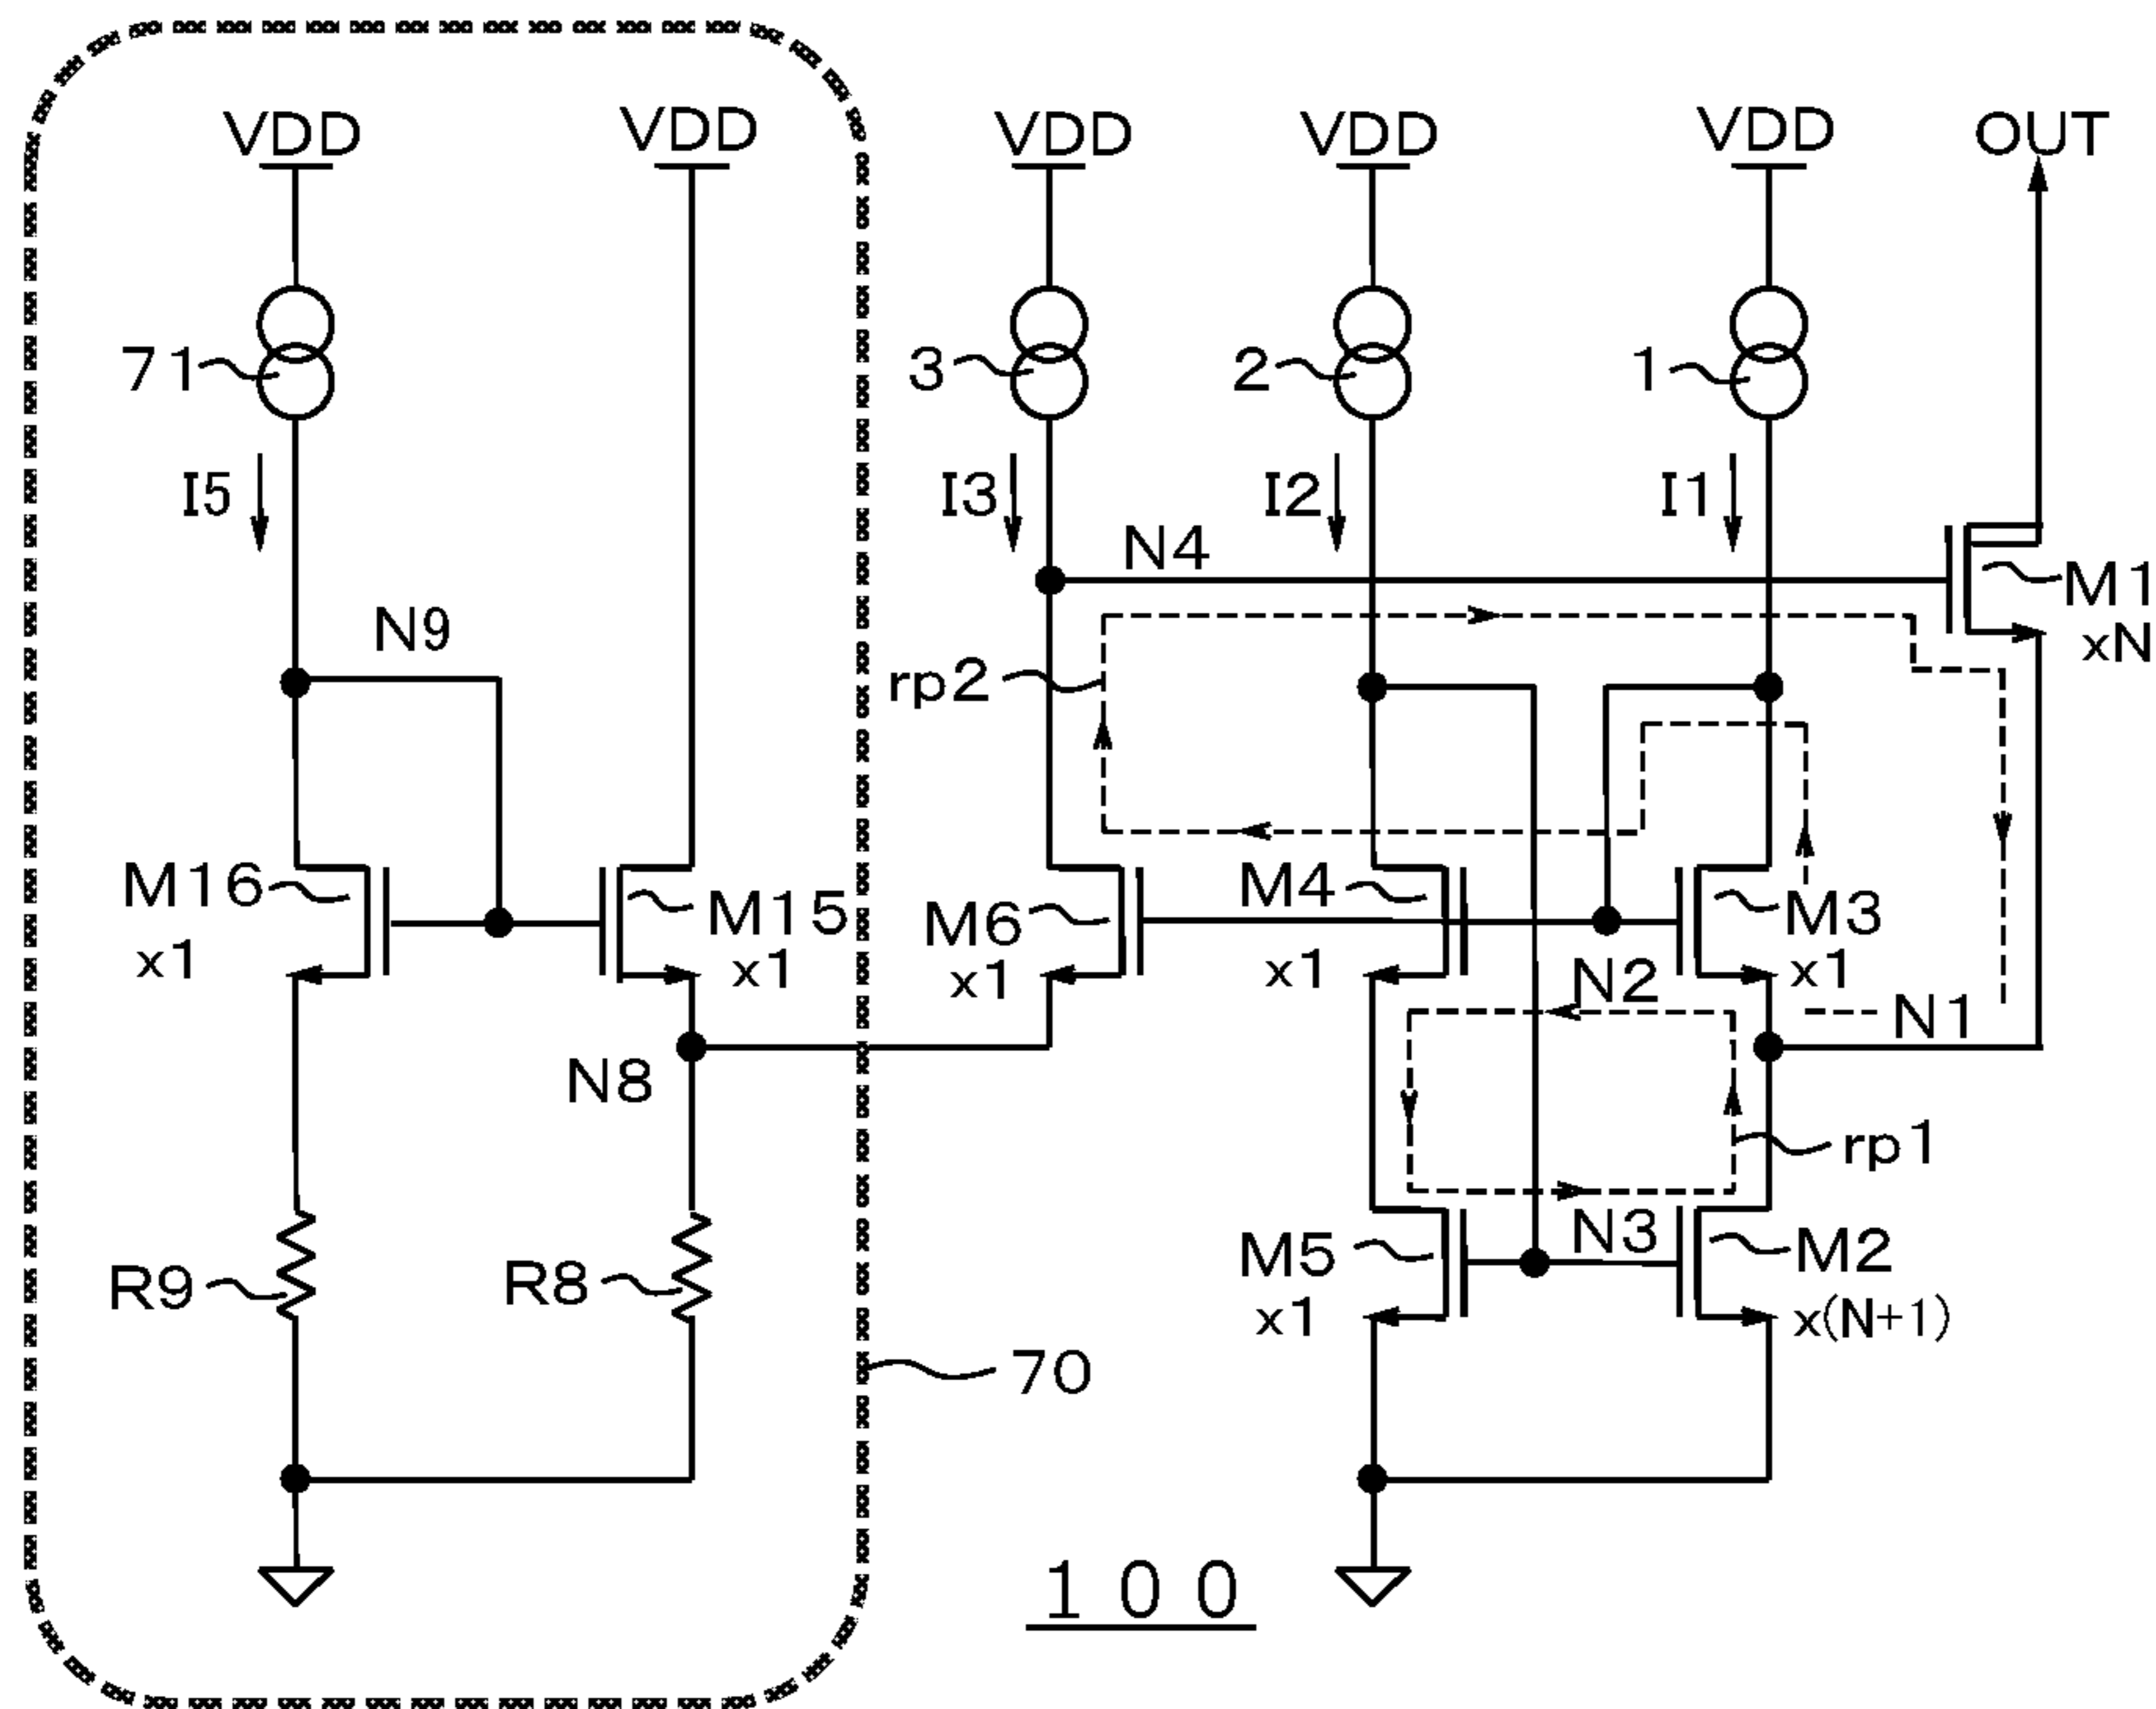 VDD VDD VDD VDD VDD OUT
71 3 2 1
I5 I3 I2 I1
N4
M1
xN
N9
rp2
M16 M15 M6 M4 M3
x1 x1 x1 x1 x1
N2
N1
N8
rp1
R9 R8 M5 N3 M2
x1 x(N+1)
70
100